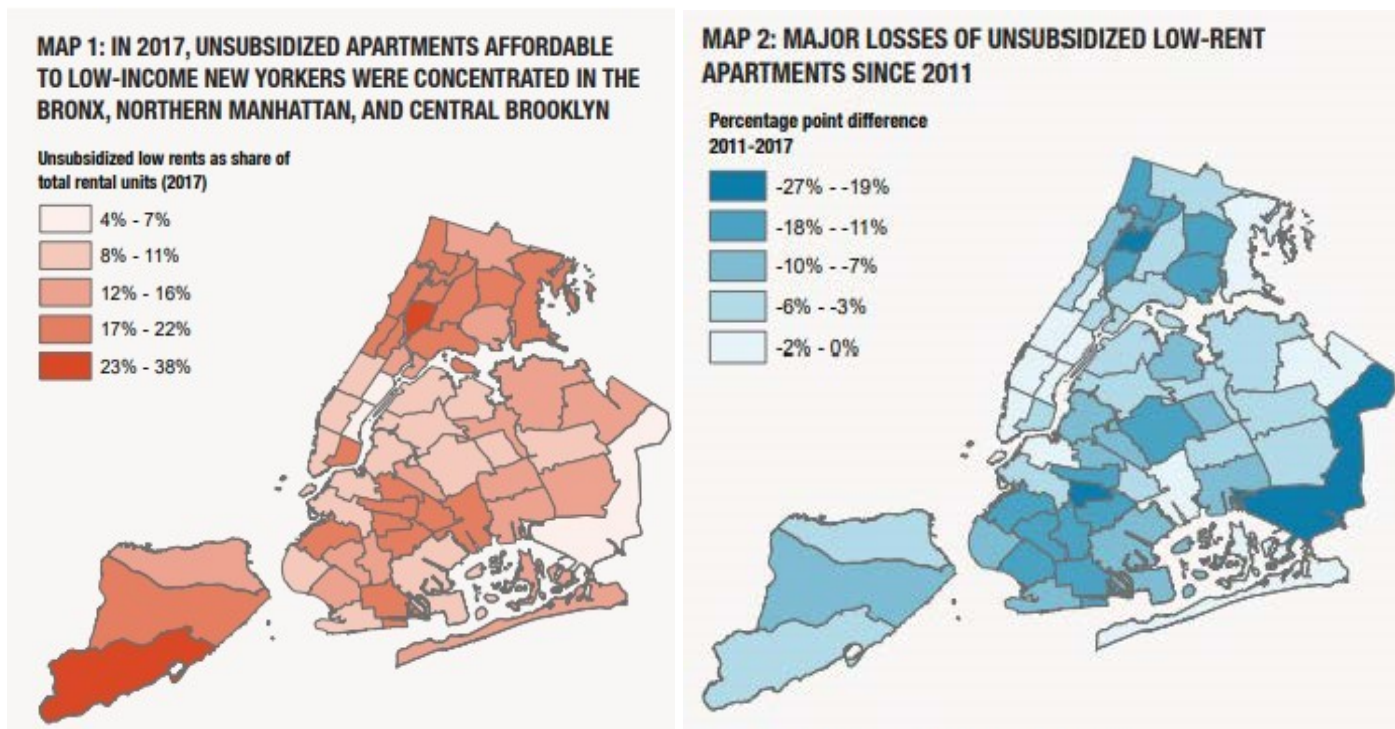 MAP 1: IN 2017, UNSUBSIDIZED APARTMENTS AFFORDABLE
TO LOW-INCOME NEW YORKERS WERE CONCENTRATED IN THE
BRONX, NORTHERN MANHATTAN, AND CENTRAL BROOKLYN
Unsubsidized low rents as share of
total rental units (2017)
4% - 7%
8% - 11%
12% - 16%
17% - 22%
23% - 38%
MAP 2: MAJOR LOSSES OF UNSUBSIDIZED LOW-RENT
APARTMENTS SINCE 2011
Percentage point difference
2011-2017
-27% - -19%
-18% - -11%
-10% - -7%
-6% - -3%
-2% - 0%